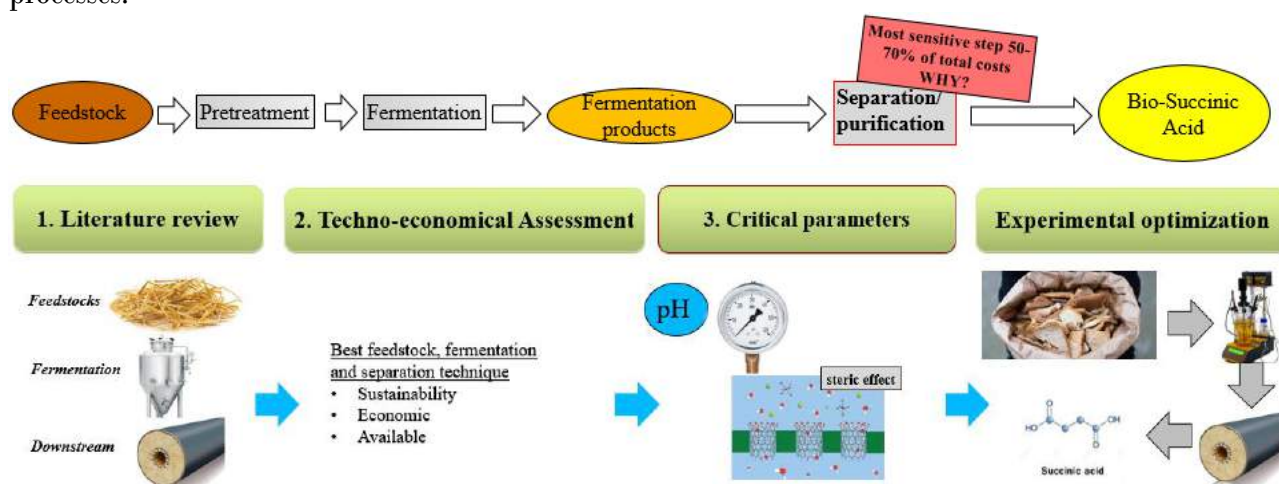 processes.
Most sensitive step 50-
70% of total costs
WHY?
Feedstock
Pretreatment
Fermentation
Fermentation
products
Separation/
purification
Bio-Succinic
Acid
1. Literature review
2. Techno-economical Assessment
3. Critical parameters
Experimental optimization
Feedstocks
Fermentation
Downstream
Best feedstock, fermentation
and separation technique
• Sustainability
• Economic
• Available
pH
steric effect
HO
O
O
OH
Succinic acid